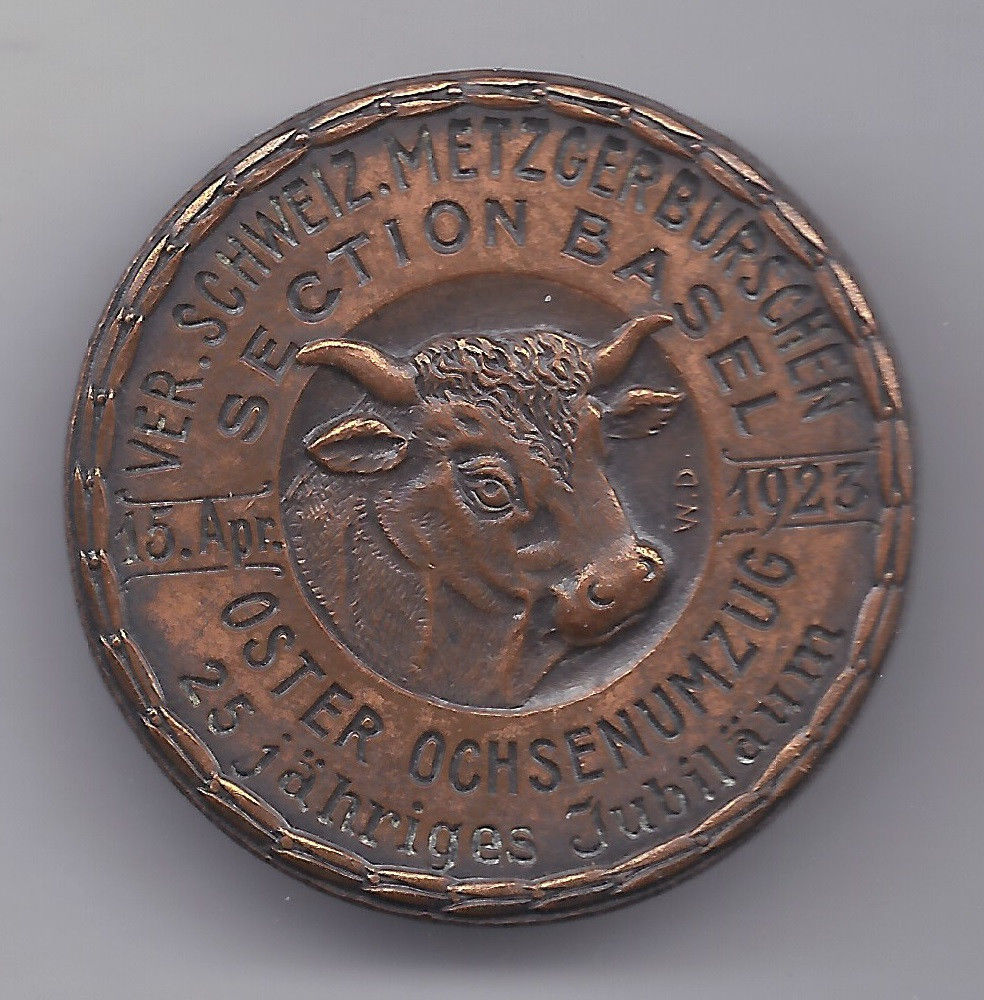 VER. SCHWEIZ. METZGERBURSCHEN
SECTION BASEL
15. Apr. 1923
OSTER OCHSENUMZUG
25 jähriges Jubiläum
W.D